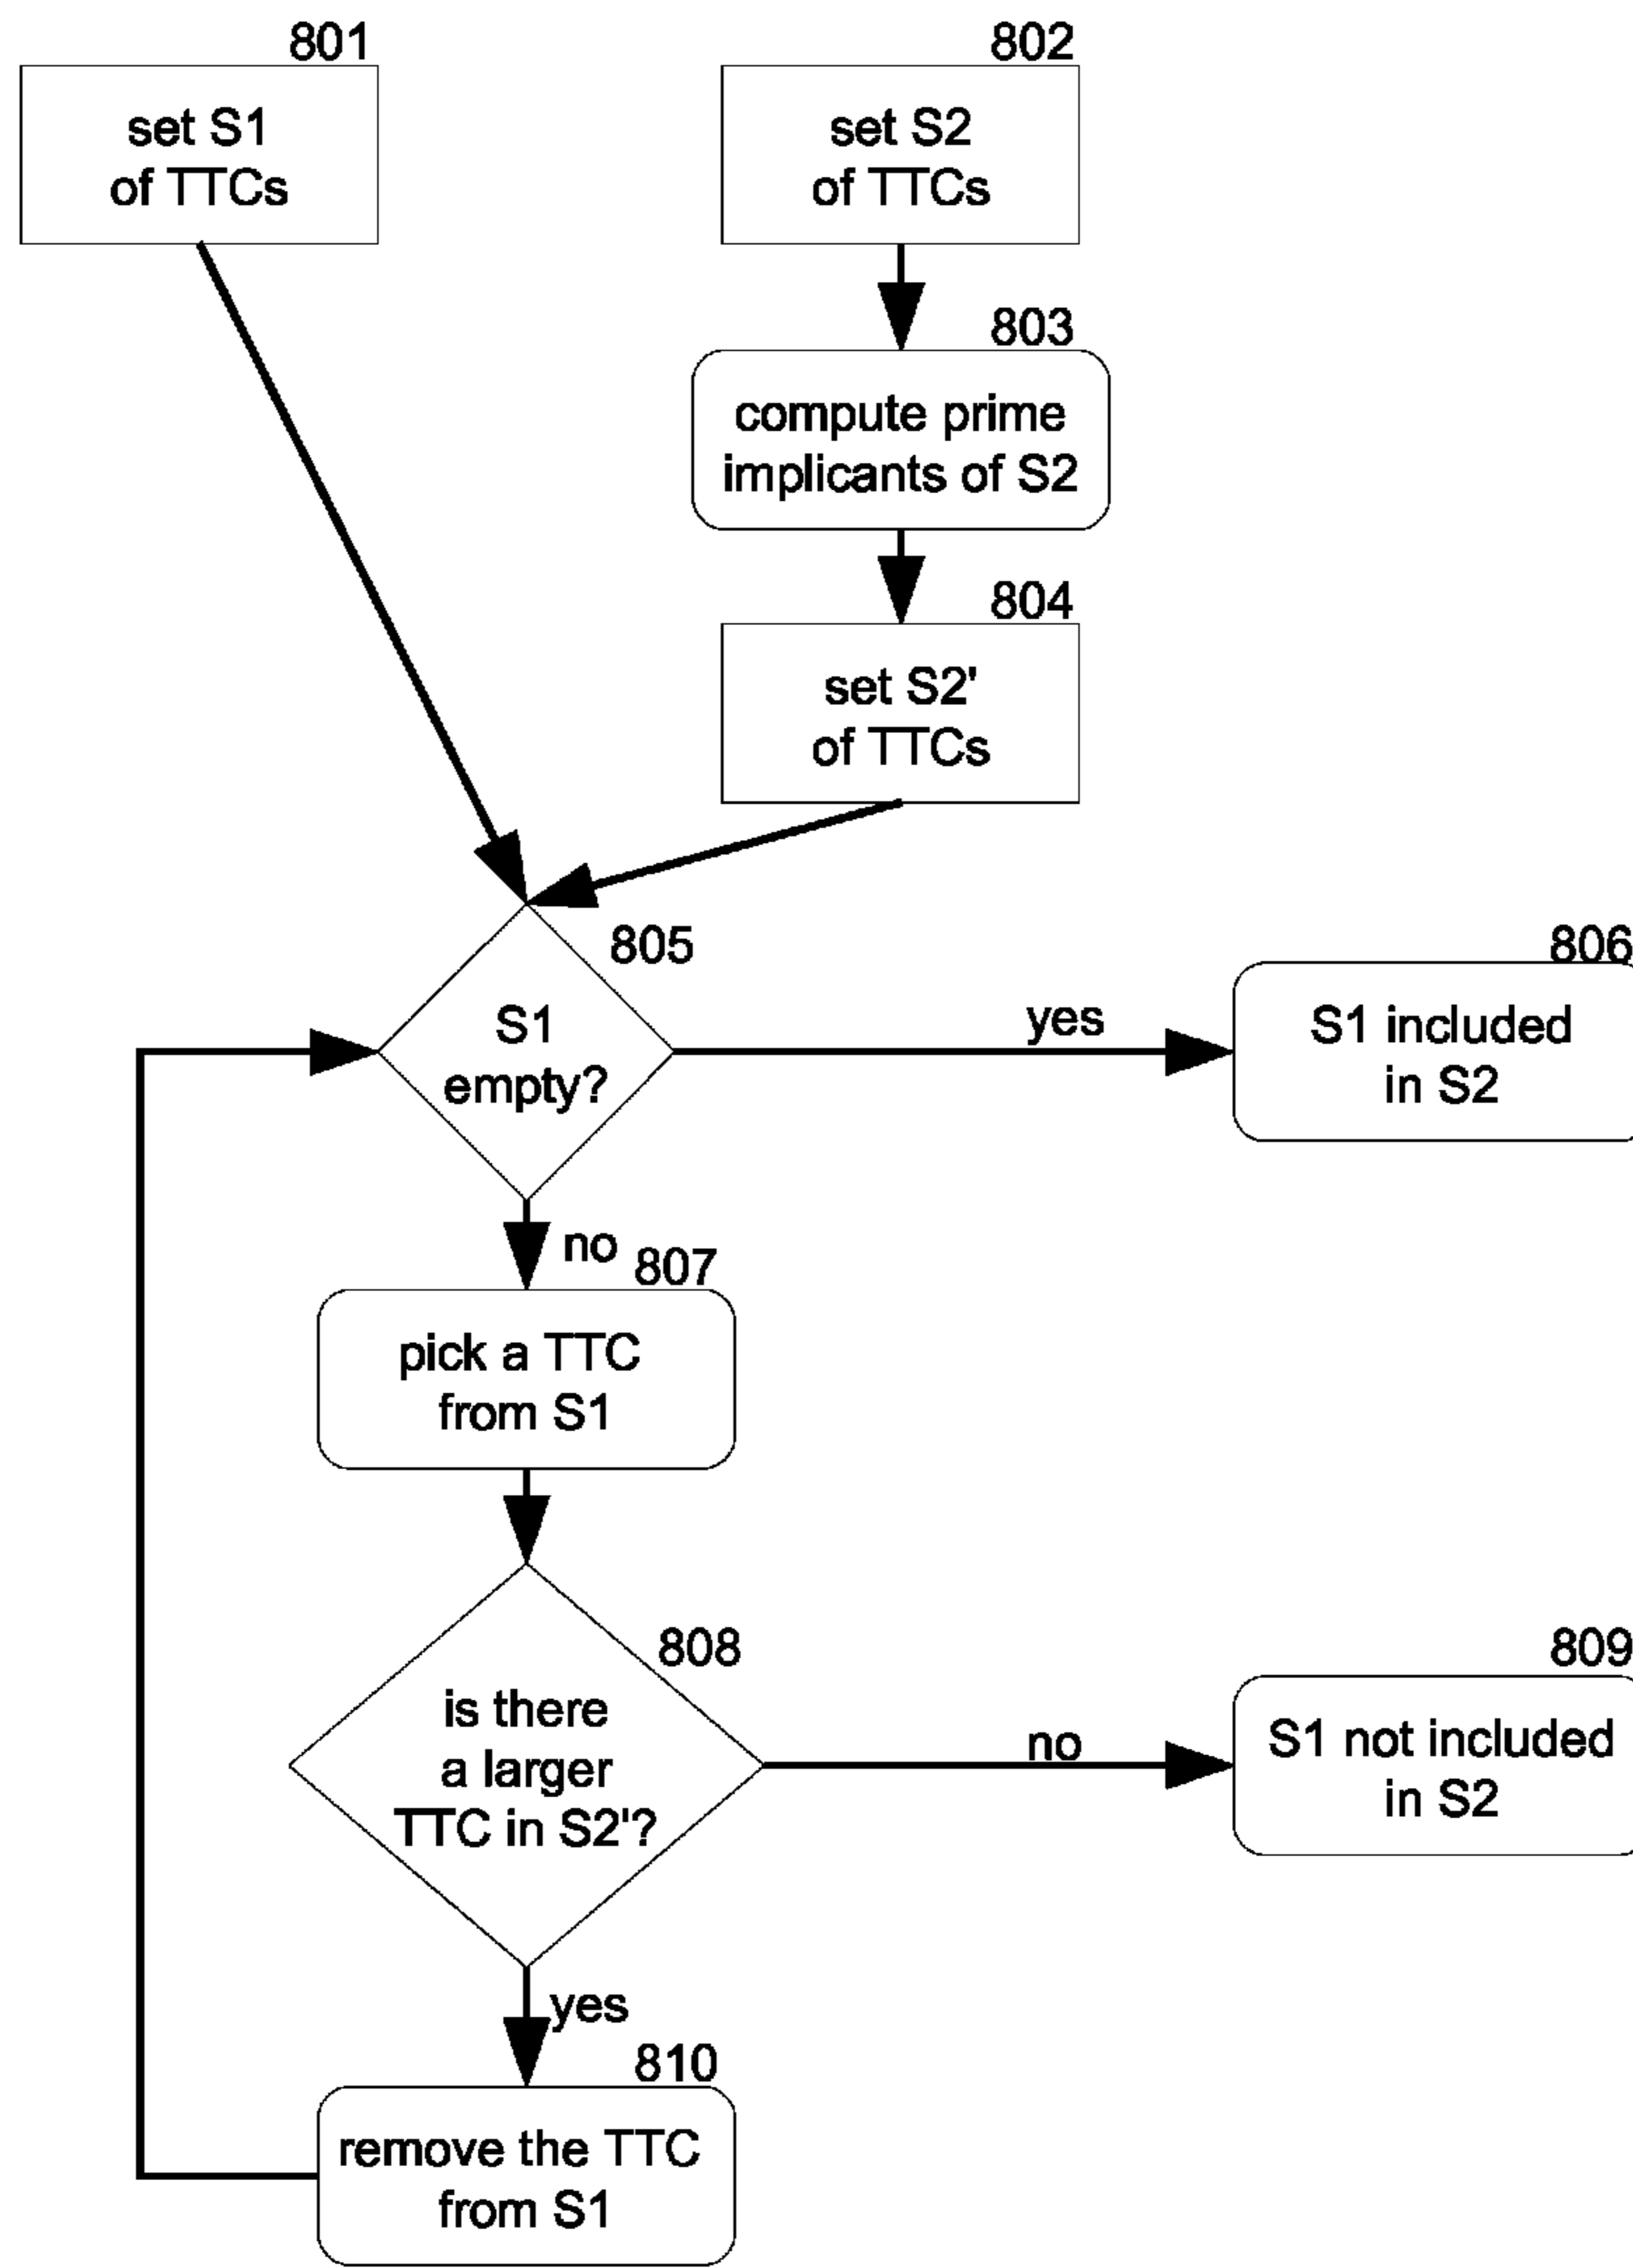 801
set S1
of TTCs
802
set S2
of TTCs
803
compute prime
implicants of S2
804
set S2'
of TTCs
805
S1
empty?
yes
806
S1 included
in S2
no
807
pick a TTC
from S1
808
is there
a larger
TTC in S2'?
no
809
S1 not included
in S2
yes
810
remove the TTC
from S1